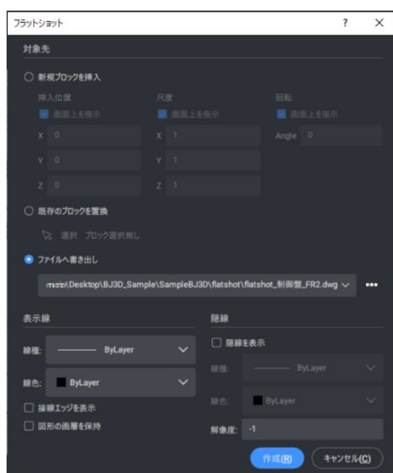 フラットショット ? ×
対象先
新規ブロックを挿入
挿入位置 尺度 回転
画面上を指示 画面上を指示 画面上を指示
X 0 X 1 Angle 0
Y 0 Y 1
Z 0 Z 1
既存のブロックを置換
選択 ブロック選択無し
ファイルへ書き出し
\Desktop\BJ3D_Sample\SampleBJ3D\flatshot\flatshot_制御盤_FR2.dwg •••
表示線 隠線
線種: ByLayer 隠線を表示
線種: ByLayer
線色: ByLayer 線色: ByLayer
接線エッジを表示
図形の画層を保持 解像度: -1
作成(R) キャンセル(C)